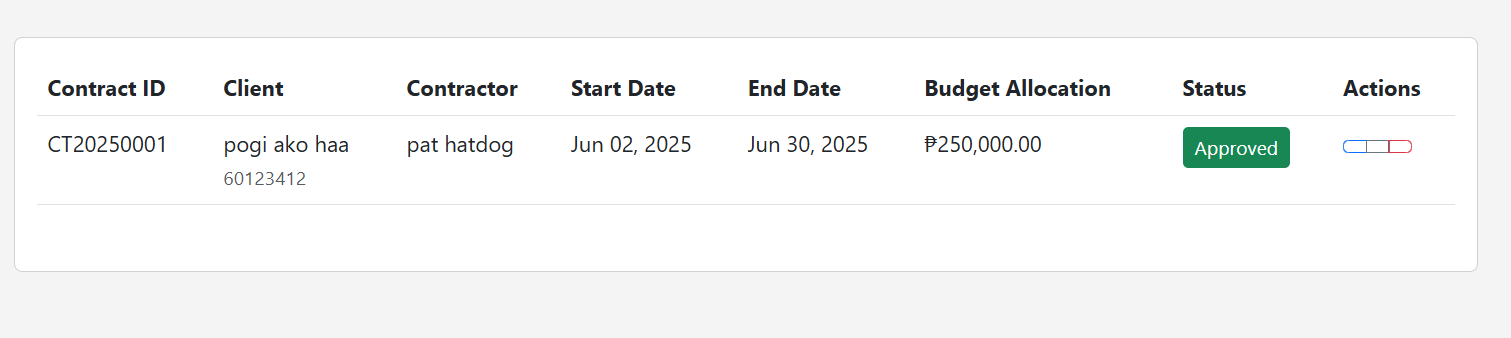 Contract ID Client Contractor Start Date End Date Budget Allocation Status Actions
CT20250001 pogi ako haa pat hatdog Jun 02, 2025 Jun 30, 2025 ₱250,000.00 Approved
60123412